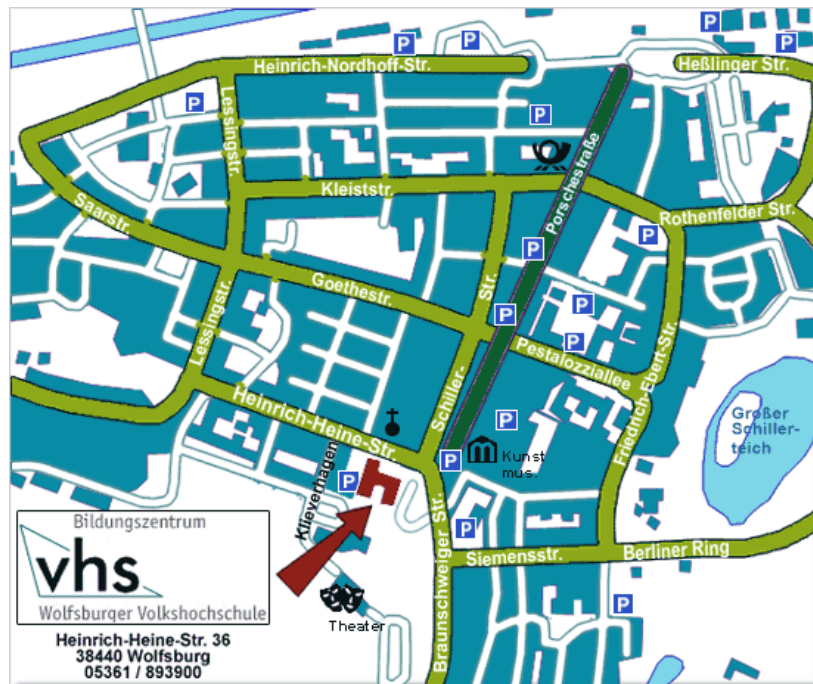 P
P
P
Heinrich-Nordhoff-Str.
Heßlinger Str.
P
P
Lessingstr.
Porschestraße
Kleiststr.
Saarstr.
Rothenfelder Str.
P
P
Goethestr.
Str.
P
P
P
Lessingstr.
Pestalozziallee
Schiller-
Friedrich-Ebert-Str.
Heinrich-Heine-Str.
P
Großer
Schiller-
teich
P
Kunst
mus.
Klieverhagen
P
P
Braunschweiger Str.
Siemensstr.
Berliner Ring
P
Theater
Bildungszentrum
vhs
Wolfsburger Volkshochschule
Heinrich-Heine-Str. 36
38440 Wolfsburg
05361 / 893900